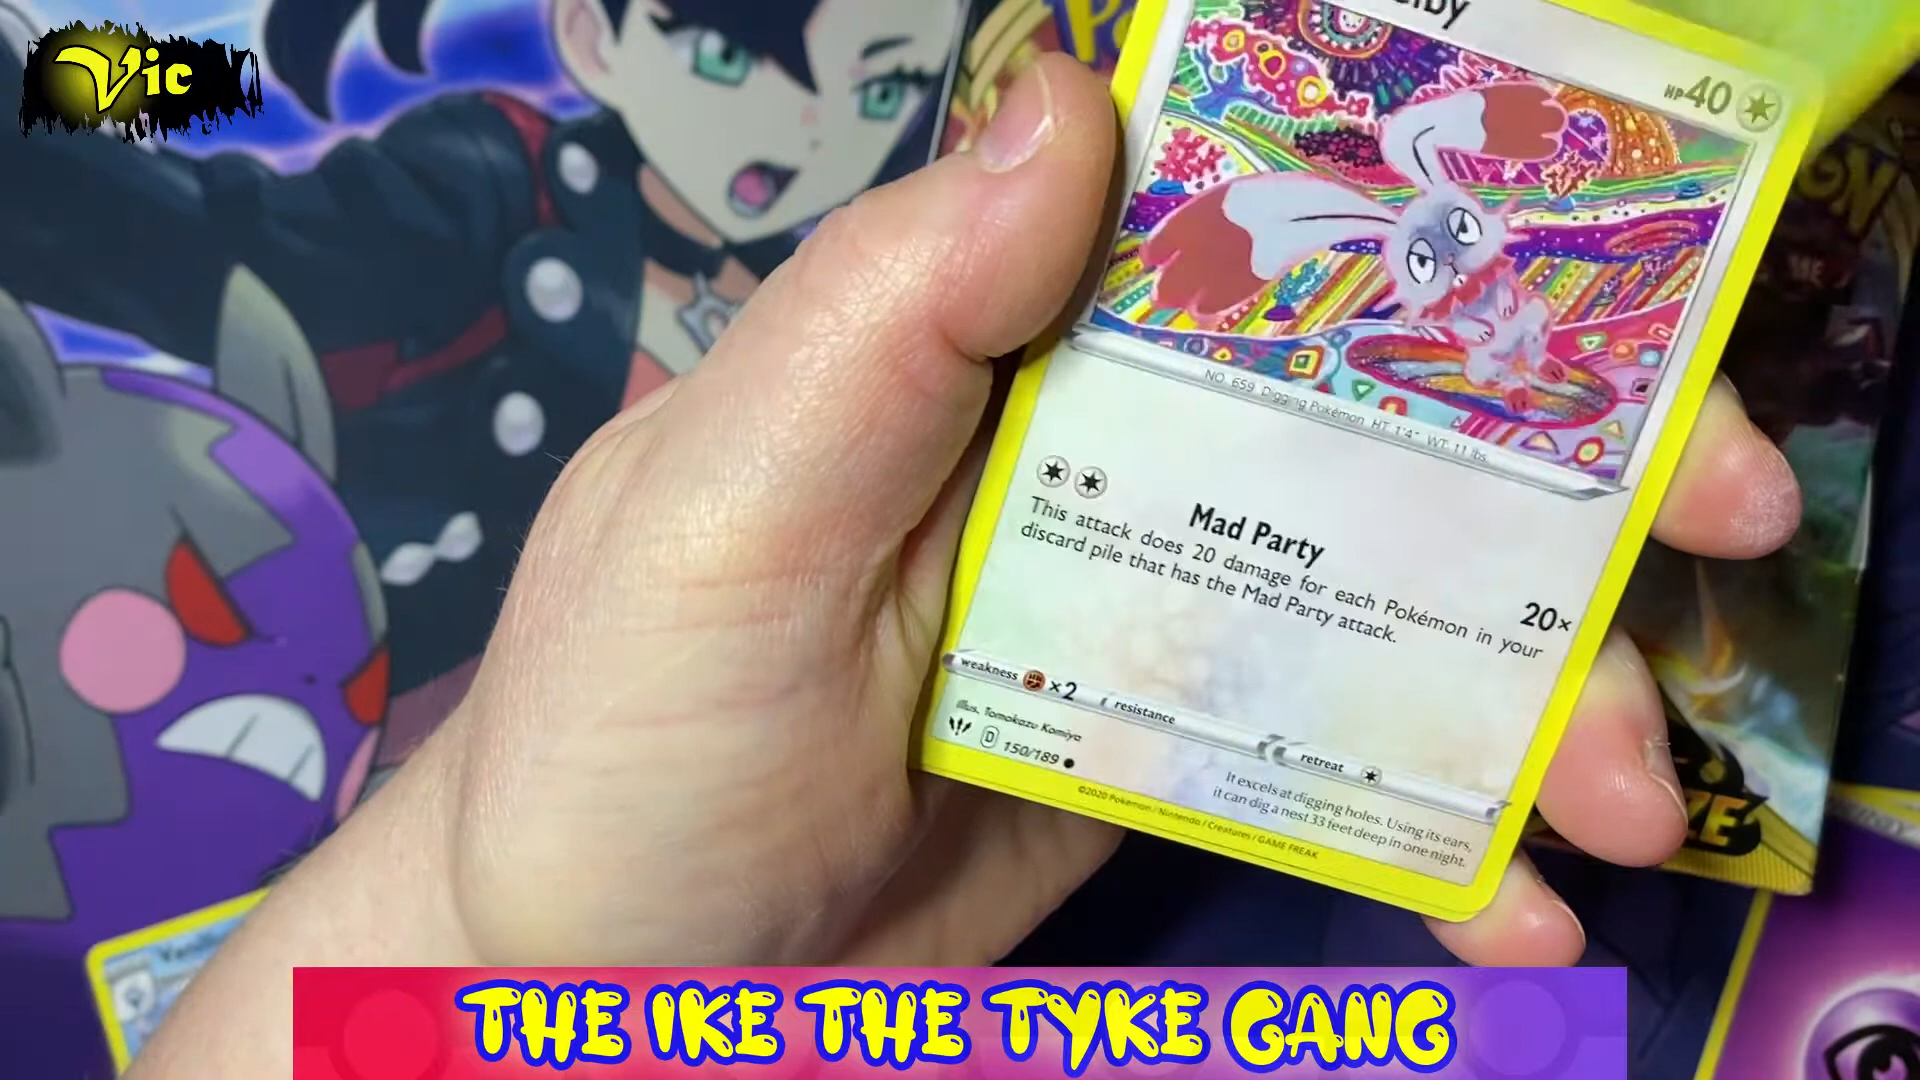 Vic
HP 40
NO. 659 Digging Pokémon HT: 1'4" WT: 11 lbs.
Mad Party
20×
This attack does 20 damage for each Pokémon in your
discard pile that has the Mad Party attack.
weakness ×2 resistance retreat
illus. Tomokazu Komiya
D 150/189
It excels at digging holes. Using its ears,
it can dig a nest 33 feet deep in one night.
©2020 Pokémon / Nintendo / Creatures / GAME FREAK
THE IKE THE TYKE GANG